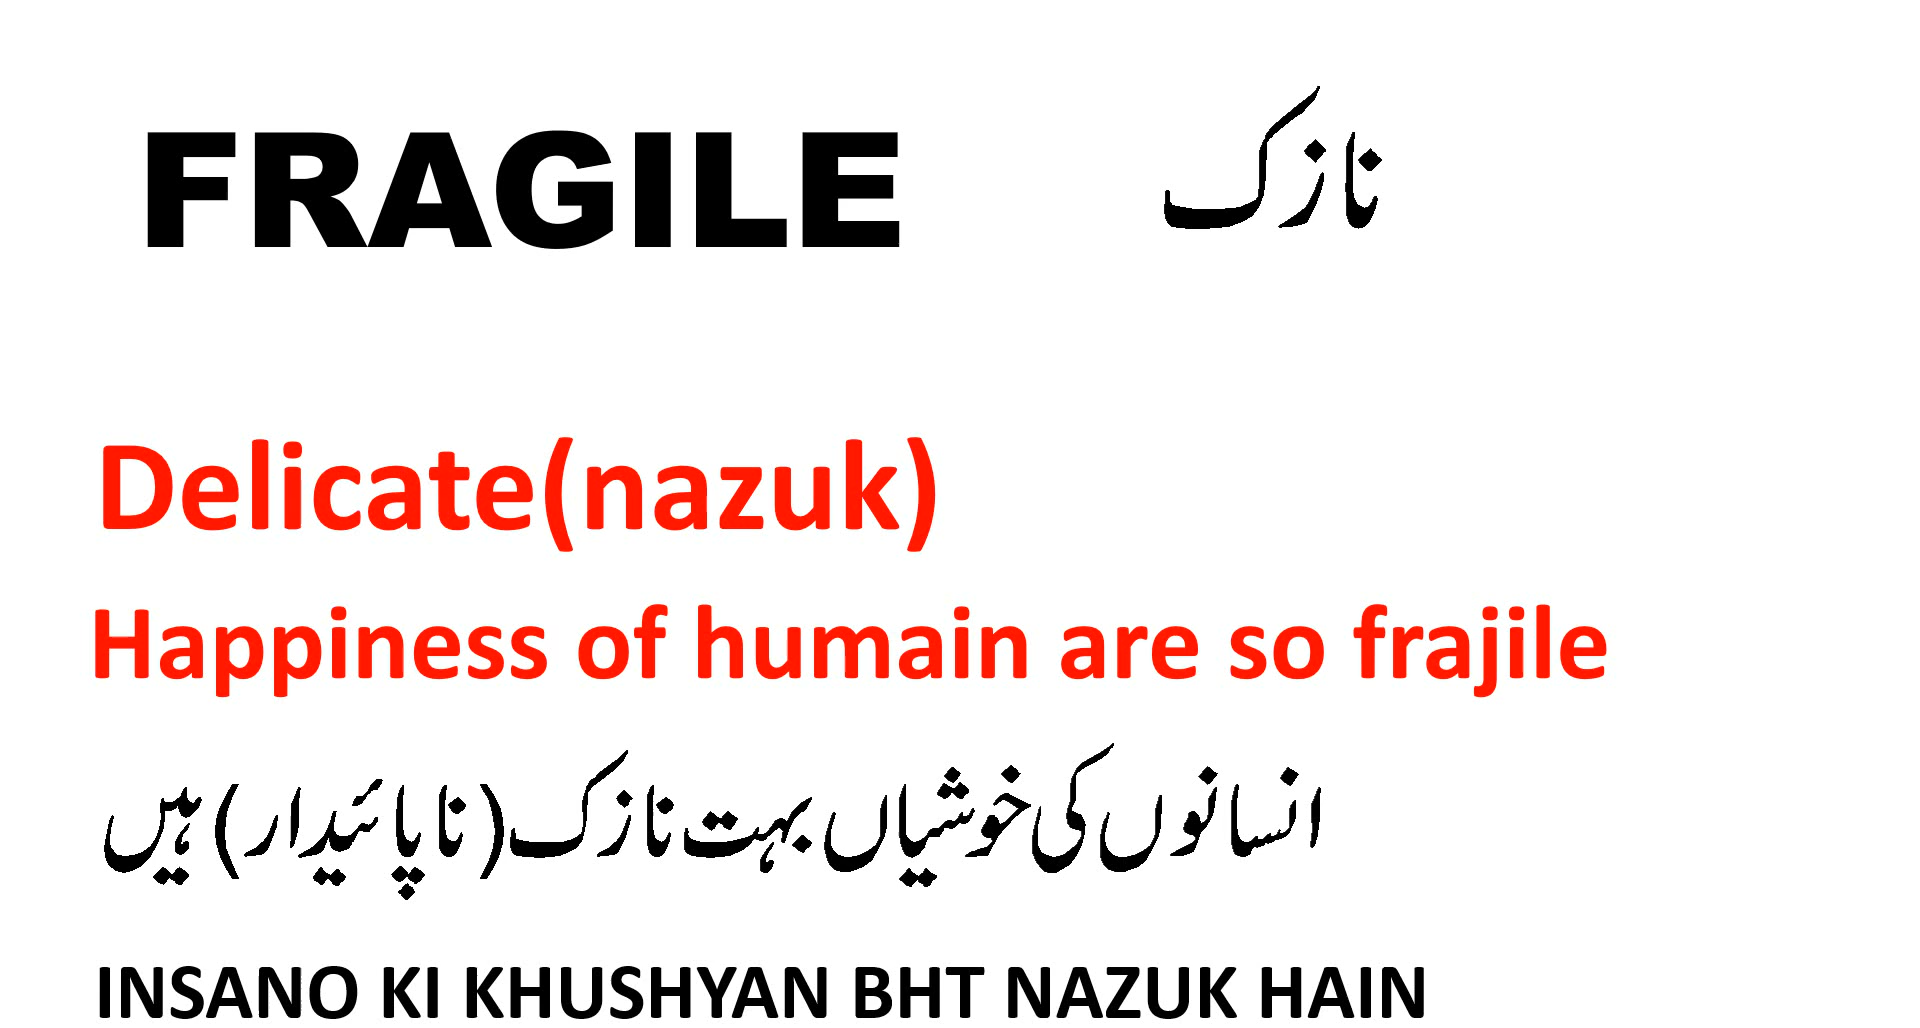 FRAGILE نازک
Delicate(nazuk)
Happiness of humain are so frajile
انسانوں کی خوشیاں بہت نازک(ناپائیدار)ہیں
INSANO KI KHUSHYAN BHT NAZUK HAIN